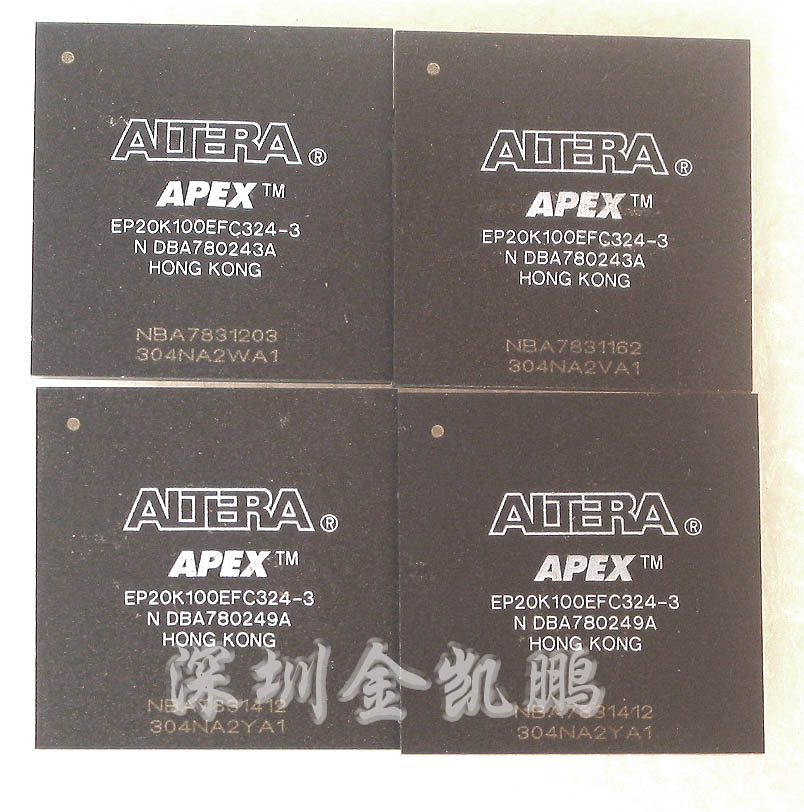 ALTERA®
APEX™
EP20K100EFC324-3
N DBA780243A
HONG KONG
NBA7831203
304NA2WA1
ALTERA®
APEX™
EP20K100EFC324-3
N DBA780243A
HONG KONG
NBA7831162
304NA2VA1
ALTERA®
APEX™
EP20K100EFC324-3
N DBA780249A
HONG KONG
NBA7831412
304NA2YA1
ALTERA®
APEX™
EP20K100EFC324-3
N DBA780249A
HONG KONG
NBA7831412
304NA2YA1
深圳金凯鹏